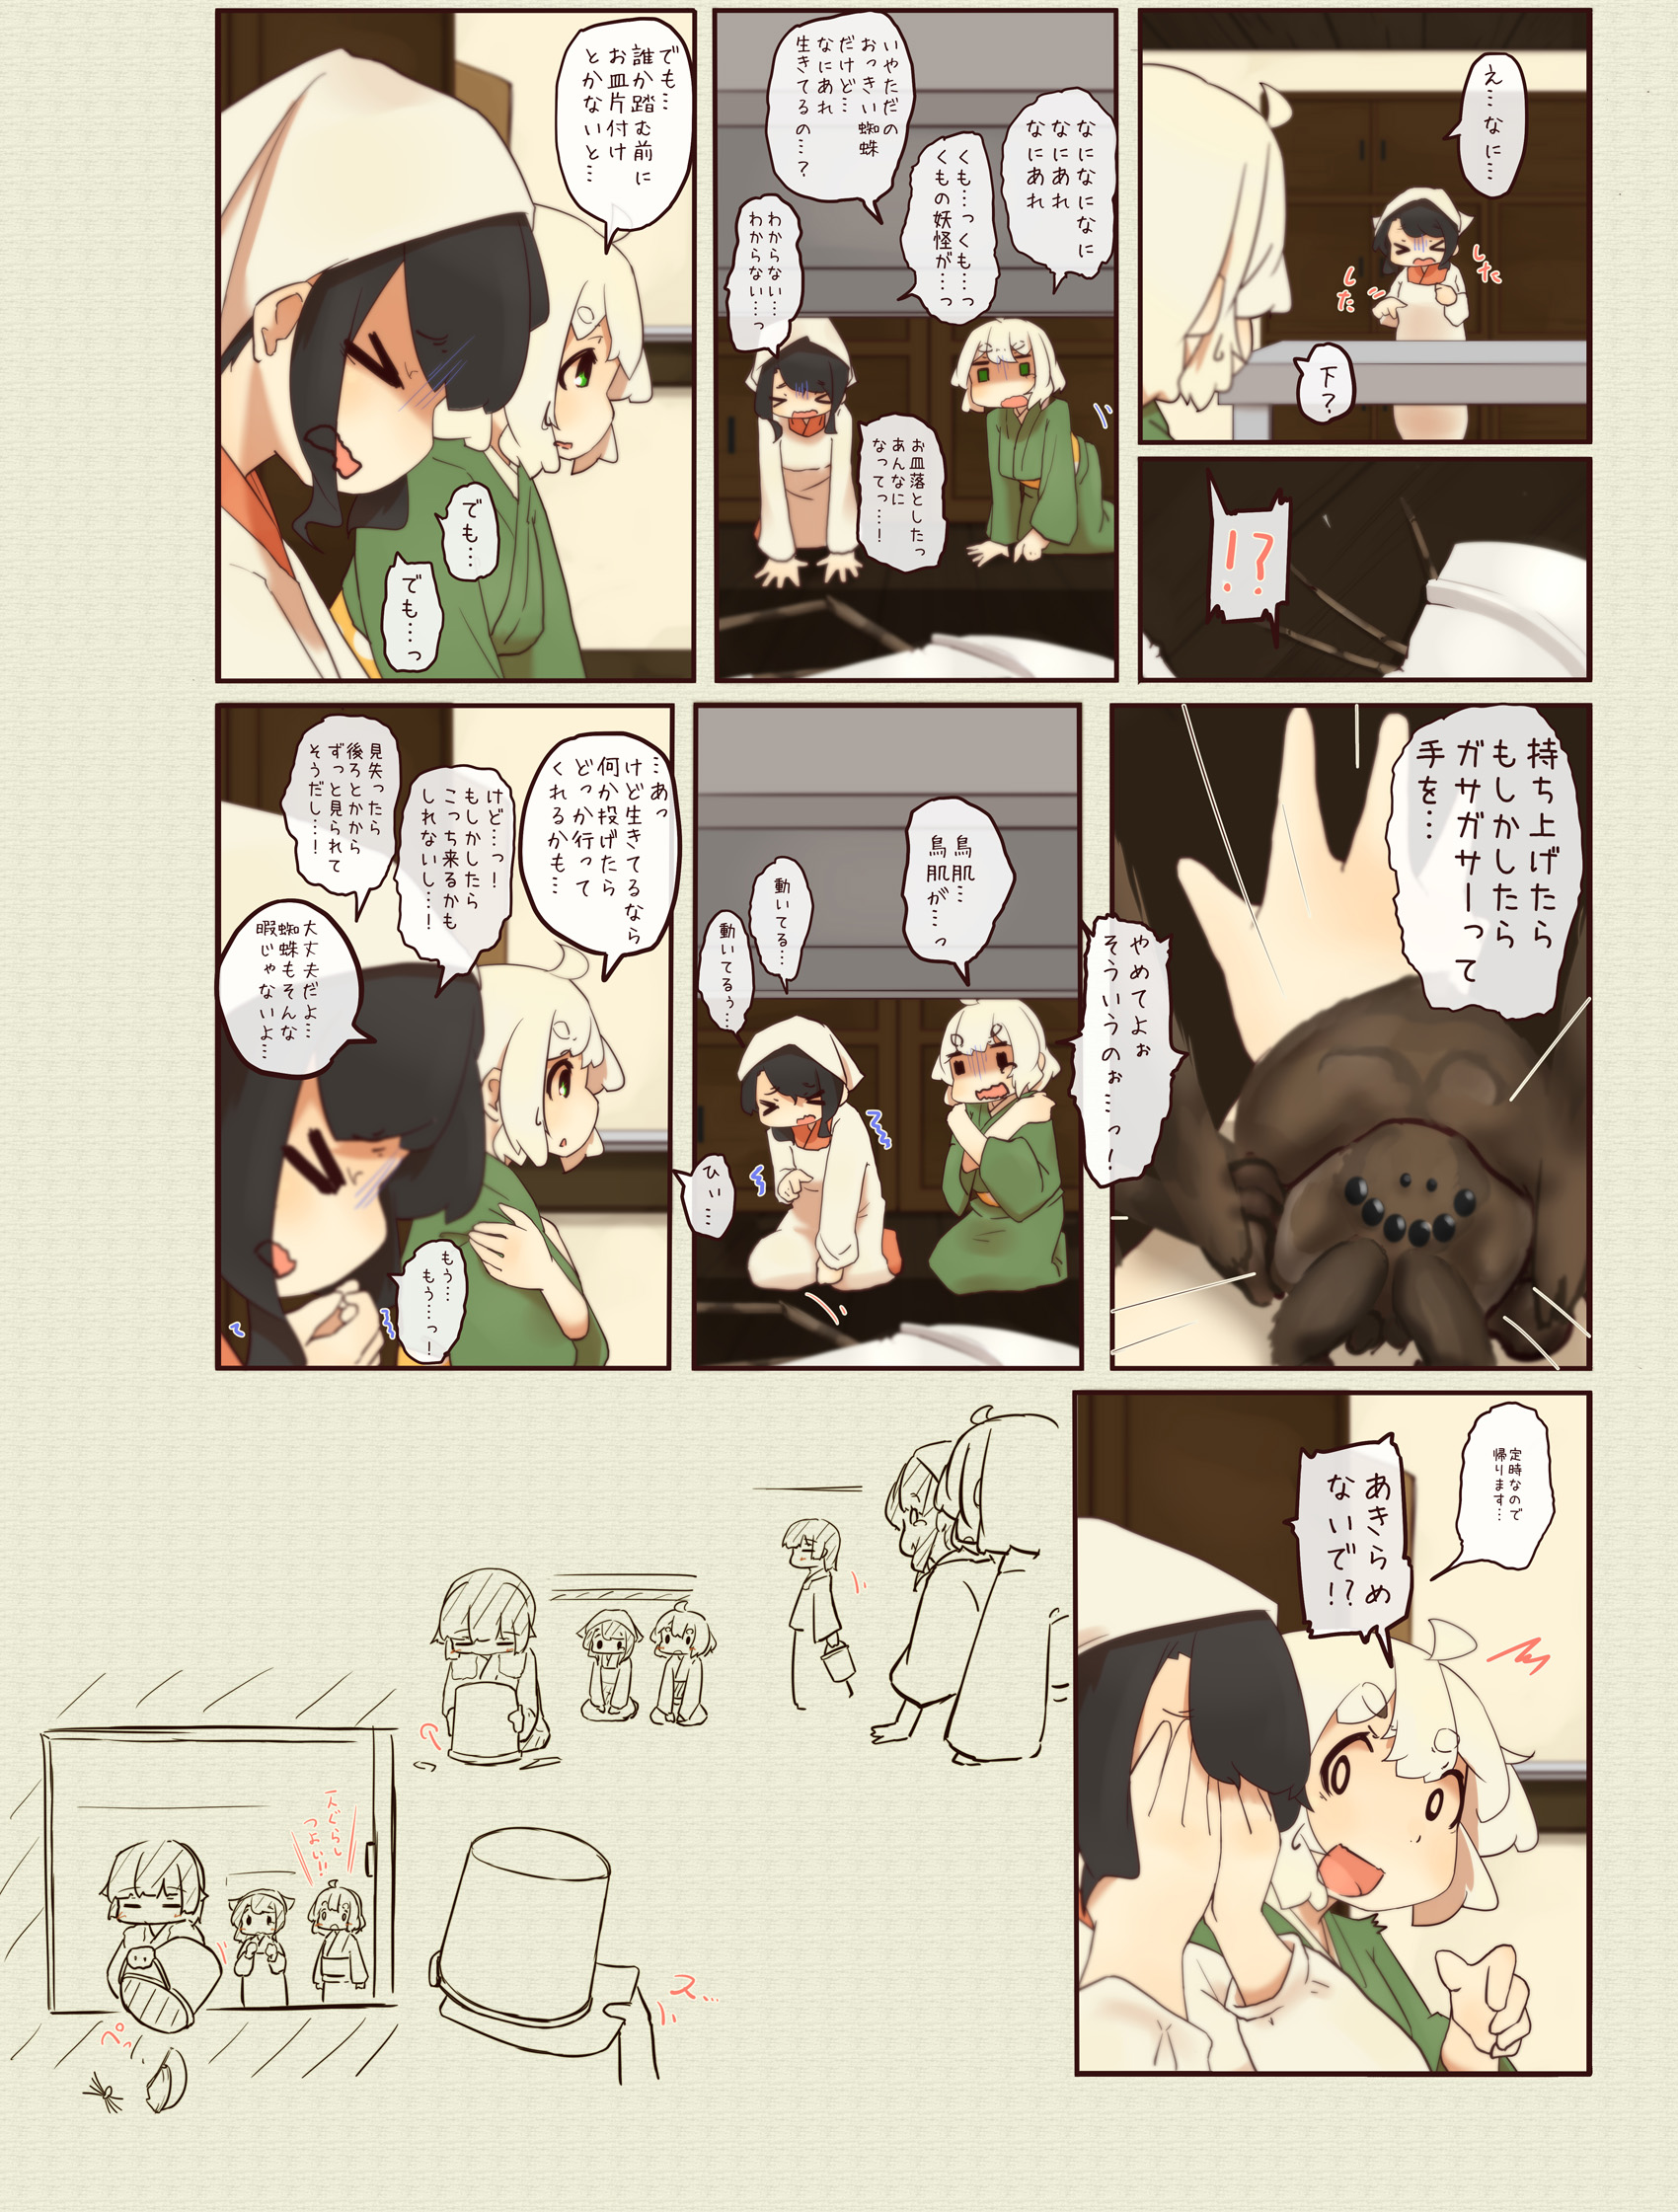 え…なに…
した
した
下?
!?
なになになに
なにあれ
なにあれ
くも…っくも…っ
くもの妖怪が…っ
いやただの
おっきい蜘蛛
だけど…
なにあれ
生きてるの…?
わからない…
わからない…っ
お皿落としたっ
あんなに
なってっ…!
でも…
誰か踏む前に
お皿片付け
とかないと…
でも…
でも…っ
持ち上げたら
もしかしたら
ガサガサーって
手を…
やめてよぉ
そういうのぉ…っ!
鳥肌…
鳥肌が…っ
動いてる…
動いてるぅ…
ひぃ…
…あっ
けど生きてるなら
何か投げたら
どっか行って
くれるかも…
けど…っ!
もしかしたら
こっち来るかも
しれないし…!
見失ったら
後ろとかから
ずっと見られて
そうだし…!
大丈夫だよ…
蜘蛛もそんな
暇じゃないよ…
もう…
もう…っ!
定時なので
帰ります…
あきらめ
ないで!?
ス…
一人ぐらし
つよい!!
ペっ